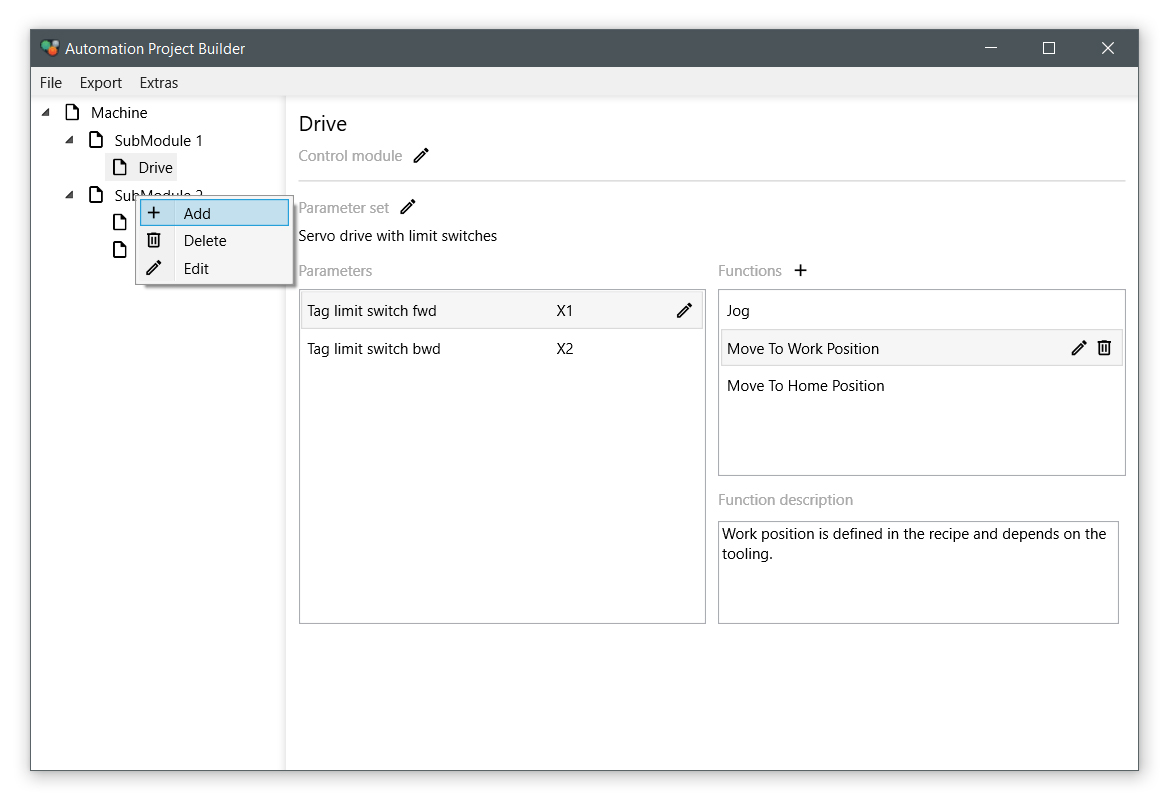 Automation Project Builder
File Export Extras
Machine
SubModule 1
Drive
SubModule 2
Add
Delete
Edit
Drive
Control module
Parameter set
Servo drive with limit switches
Parameters
Tag limit switch fwd X1
Tag limit switch bwd X2
Functions
Jog
Move To Work Position
Move To Home Position
Function description
Work position is defined in the recipe and depends on the
tooling.